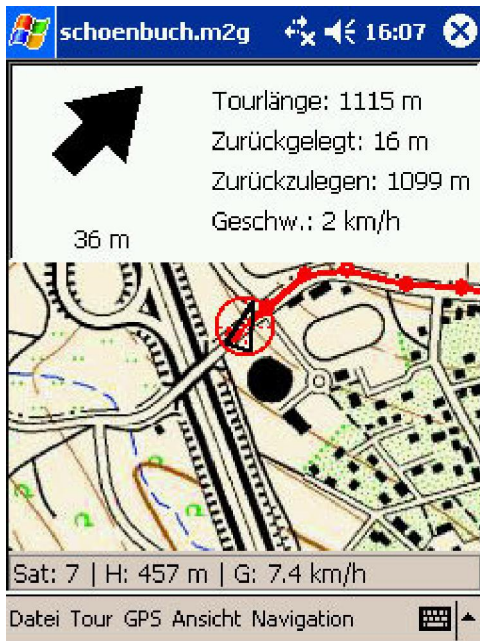 schoenbuch.m2g 16:07
Tourlänge: 1115 m
Zurückgelegt: 16 m
Zurückzulegen: 1099 m
Geschw.: 2 km/h
36 m
Sat: 7 | H: 457 m | G: 7.4 km/h
Datei Tour GPS Ansicht Navigation